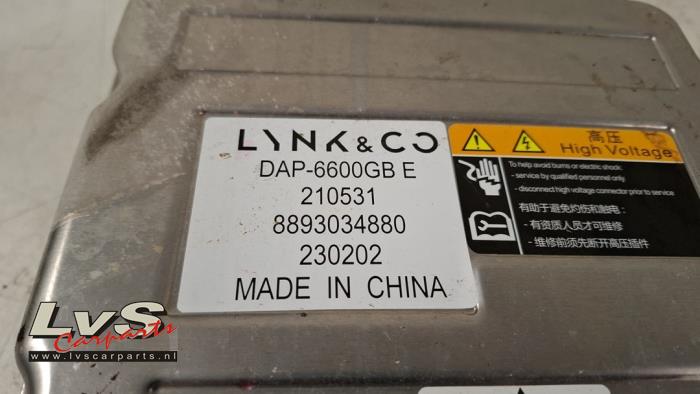 LYNK & CO
DAP-6600GB E
210531
8893034880
230202
MADE IN CHINA
高压
High Voltage
To help avoid burns or electric shock:
- service by qualified personnel only
- disconnect high voltage connector prior to service
有助于避免灼伤和触电:
- 有资质人员才可维修
- 维修前须先断开高压插件
LvS
Carparts
www.lvscarparts.nl